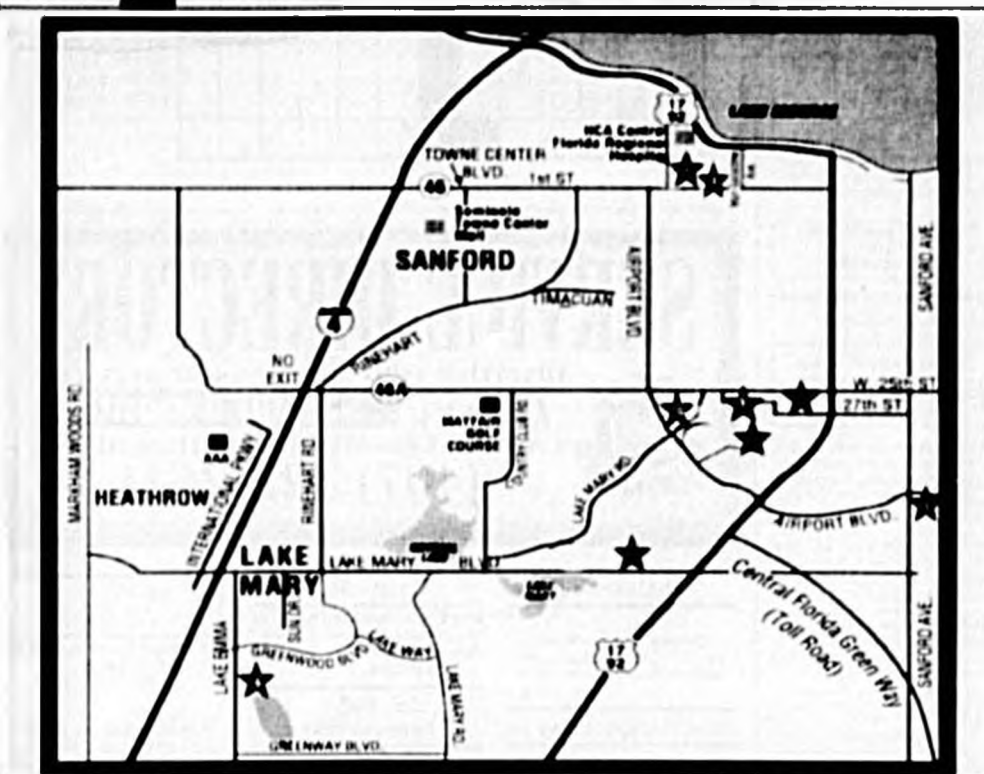 17
92
HCA Central
Florida Regional
Hospital
TOWNE CENTER
BLVD.
1st ST
46
Seminole
Towne Center
Mall
SANFORD
AIRPORT BLVD.
SANFORD AVE.
TIMACUAN
4
RINEHART
NO
EXIT
46A
W. 25th ST
27th ST
MARKHAM WOODS RD.
MAYFAIR
GOLF
COURSE
COUNTRY CLUB RD.
AAA
INTERNATIONAL PKWY
RINEHART RD
HEATHROW
LAKE MARY RD
AIRPORT BLVD.
LAKE
MARY
LAKE MARY BLVD
Central Florida Green Way
(Toll Road)
SUN DR
LAKE EMMA
GREENWOOD BLVD
LAKE WAY
LAKE MARY RD.
17
92
SANFORD AVE.
GREENWAY BLVD.